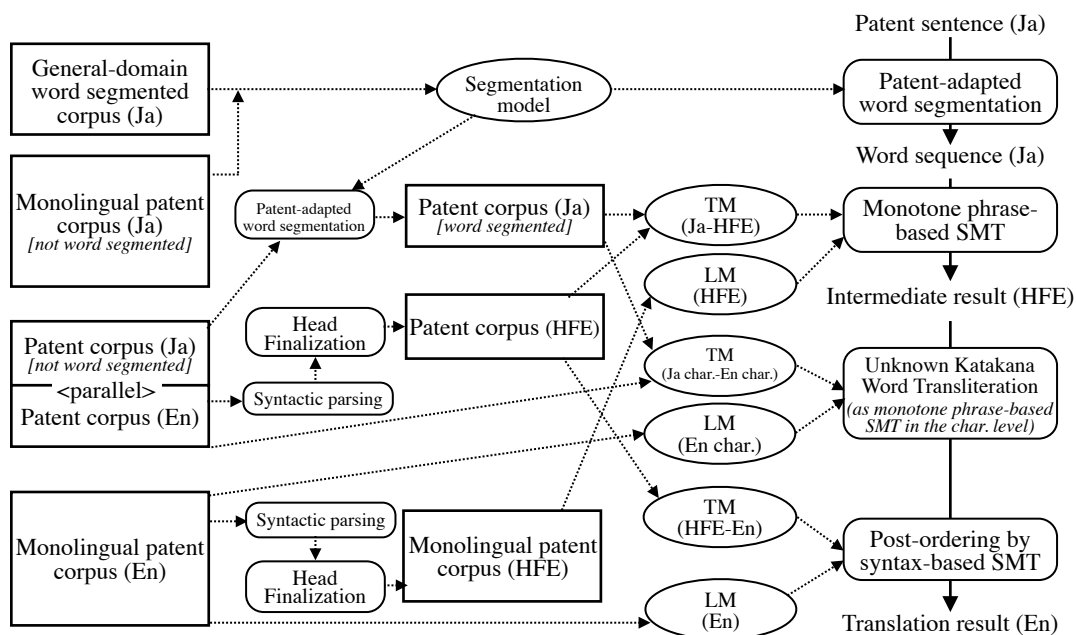 Patent sentence (Ja)
General-domain
word segmented
corpus (Ja)
Segmentation
model
Patent-adapted
word segmentation
Word sequence (Ja)
Monolingual patent
corpus (Ja)
[not word segmented]
Patent-adapted
word segmentation
Patent corpus (Ja)
[word segmented]
TM
(Ja-HFE)
Monotone phrase-
based SMT
LM
(HFE)
Intermediate result (HFE)
Patent corpus (Ja)
[not word segmented]
<parallel>
Patent corpus (En)
Head
Finalization
Syntactic parsing
Patent corpus (HFE)
TM
(Ja char.-En char.)
Unknown Katakana
Word Transliteration
(as monotone phrase-based
SMT in the char. level)
LM
(En char.)
Monolingual patent
corpus (En)
Syntactic parsing
Head
Finalization
Monolingual patent
corpus (HFE)
TM
(HFE-En)
Post-ordering by
syntax-based SMT
LM
(En)
Translation result (En)